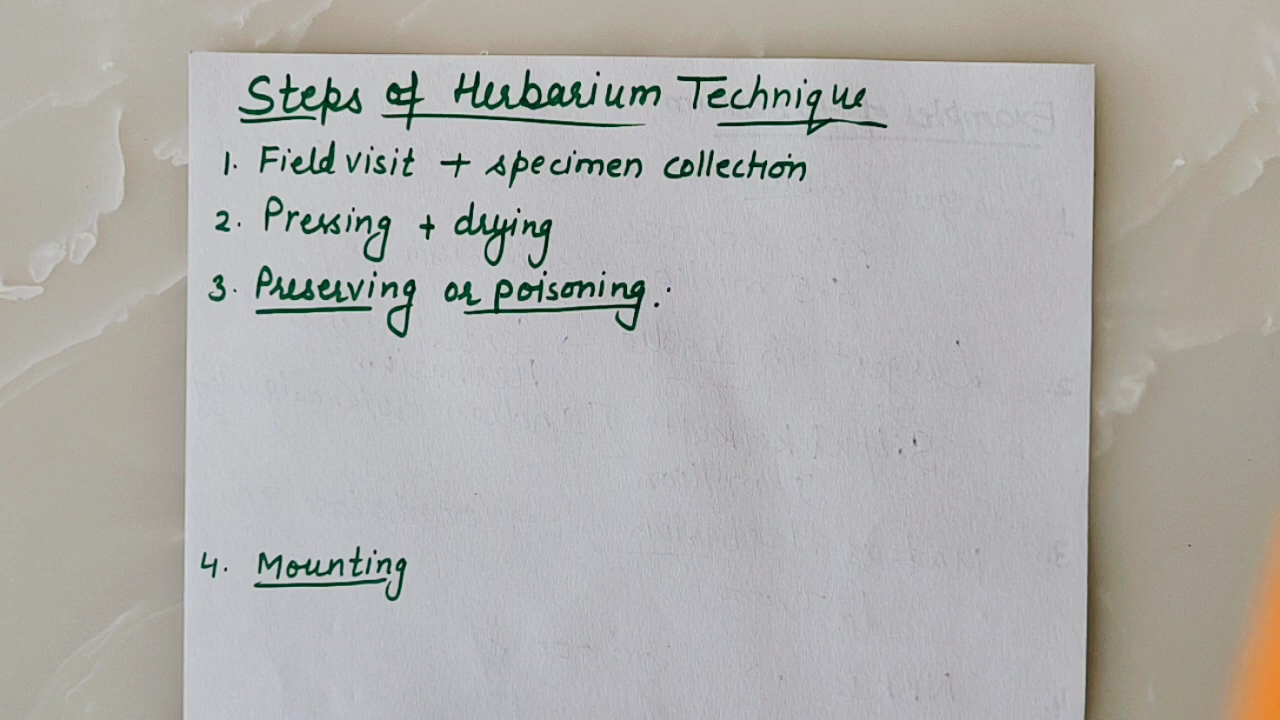 Steps of Herbarium Technique
1. Field visit + specimen collection
2. Pressing + drying
3. Preserving or poisoning.
4. Mounting